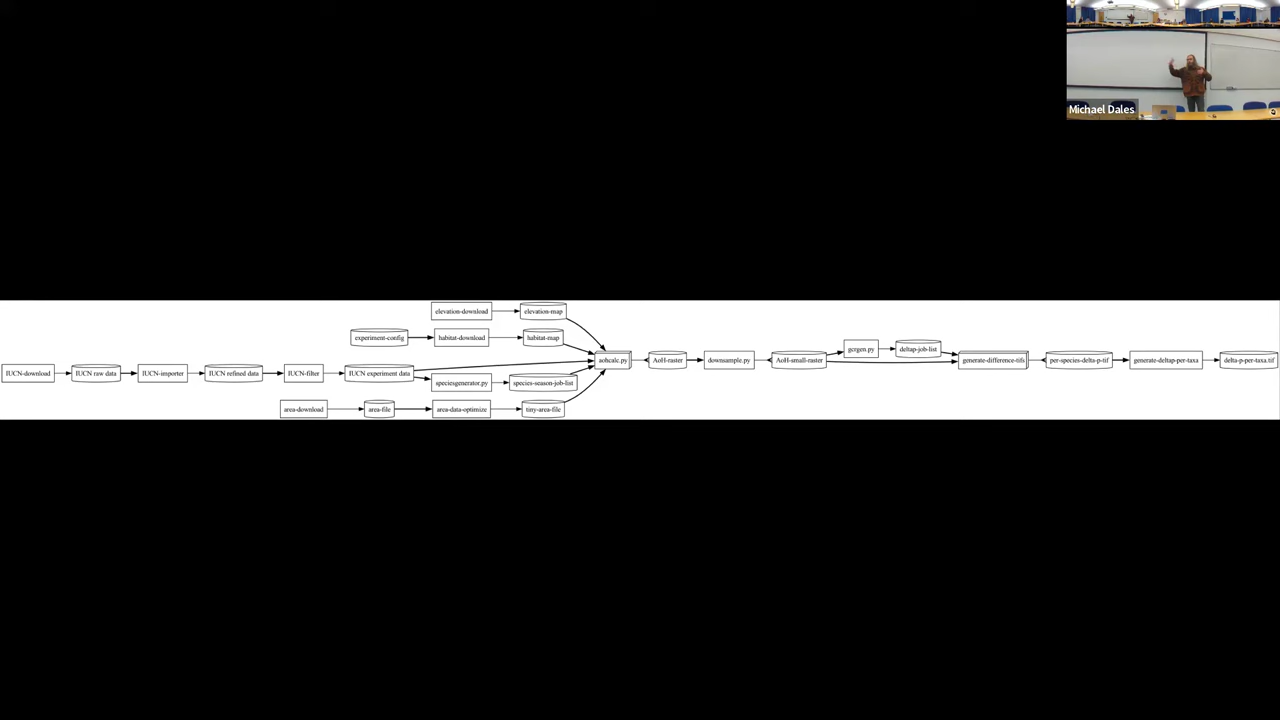 Michael Dales
elevation-download
elevation-map
experiment-config
habitat-download
habitat-map
IUCN-download
IUCN raw data
IUCN-importer
IUCN refined data
IUCN-filter
IUCN experiment data
speciesgenerator.py
species-season-job-list
area-download
area-file
area-data-optimize
tiny-area-file
aohcalc.py
AoH-raster
downsample.py
AoH-small-raster
gcrgen.py
deltap-job-list
generate-difference-tifs
per-species-delta-p-tif
generate-deltap-per-taxa
delta-p-per-taxa.tif